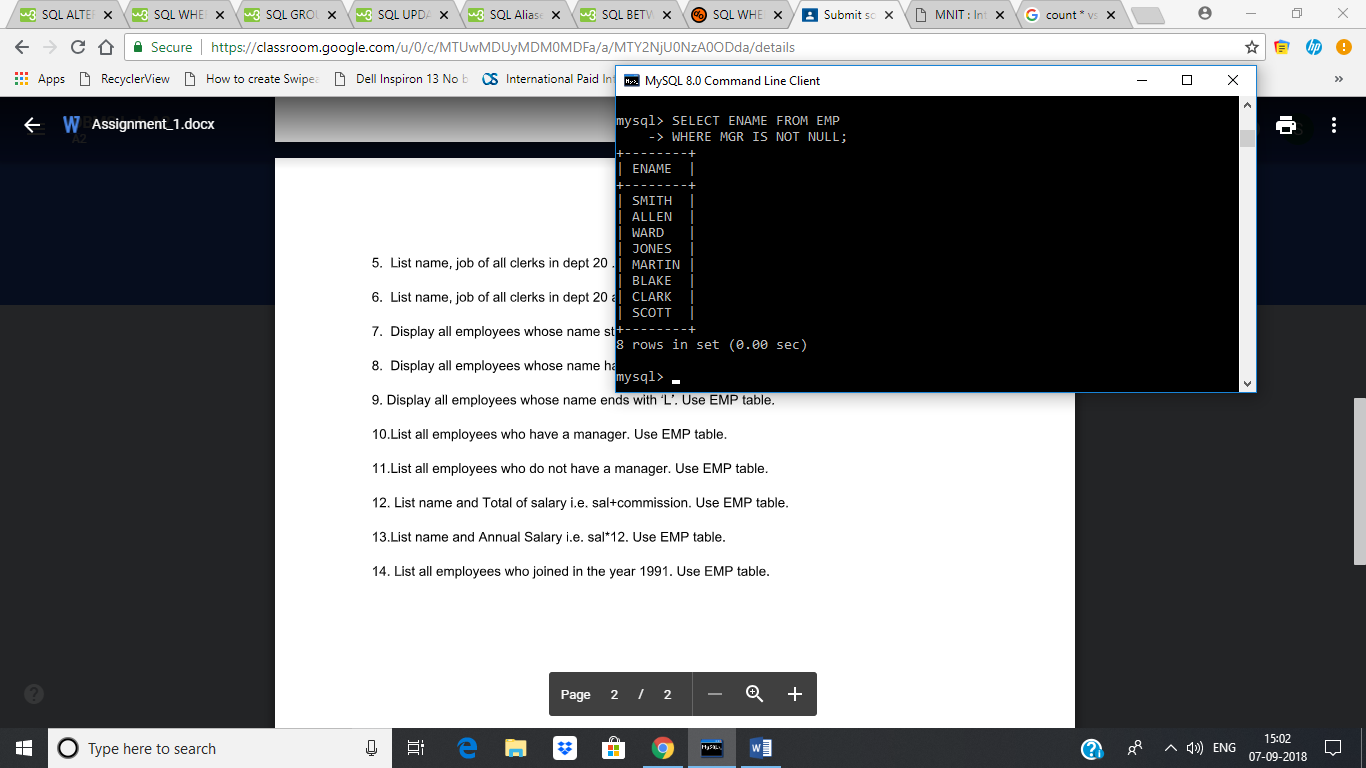 SQL ALTE
SQL WHE
SQL GRO
SQL UPDA
SQL Aliase
SQL BETW
SQL WHE
Submit sc
MNIT : Int
count * vs
Secure
https://classroom.google.com/u/0/c/MTUwMDUyMDM0MDFa/a/MTY2NjU0NzA0ODda/details
Apps
RecyclerView
How to create Swipea
Dell Inspiron 13 No b
International Paid In
»
Assignment_1.docx
A2
5. List name, job of all clerks in dept 20 .
6. List name, job of all clerks in dept 20 a
7. Display all employees whose name st
8. Display all employees whose name ha
9. Display all employees whose name ends with ‘L’. Use EMP table.
10.List all employees who have a manager. Use EMP table.
11.List all employees who do not have a manager. Use EMP table.
12. List name and Total of salary i.e. sal+commission. Use EMP table.
13.List name and Annual Salary i.e. sal*12. Use EMP table.
14. List all employees who joined in the year 1991. Use EMP table.
MySQL 8.0 Command Line Client
mysql> SELECT ENAME FROM EMP
    -> WHERE MGR IS NOT NULL;
+--------+
| ENAME  |
+--------+
| SMITH  |
| ALLEN  |
| WARD   |
| JONES  |
| MARTIN |
| BLAKE  |
| CLARK  |
| SCOTT  |
+--------+
8 rows in set (0.00 sec)
mysql>
Page 2 / 2
Type here to search
ENG
15:02
07-09-2018